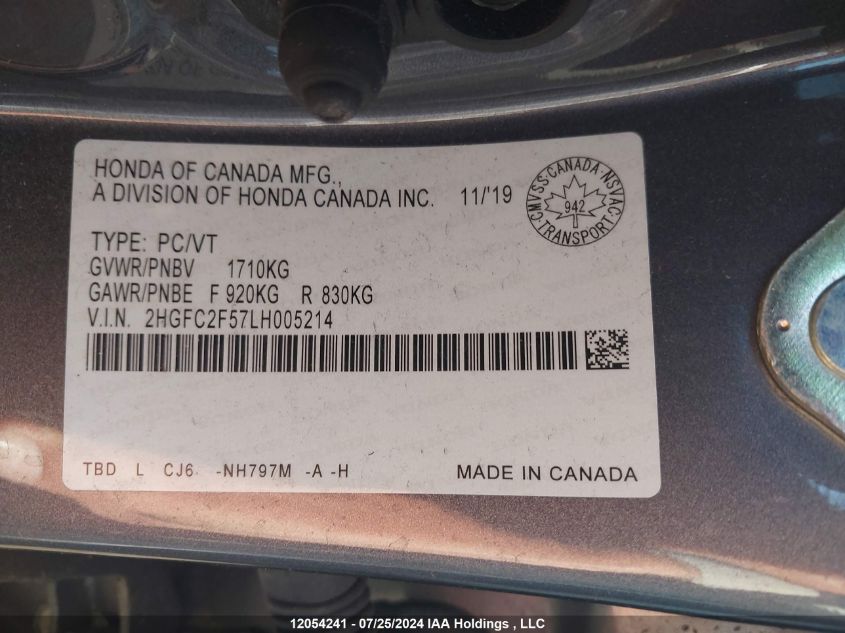 HONDA OF CANADA MFG.,
A DIVISION OF HONDA CANADA INC. 11/'19
CMVSS·CANADA·NSVAC·TRANSPORT·
942
TYPE: PC/VT
GVWR/PNBV 1710KG
GAWR/PNBE F 920KG R 830KG
V.I.N. 2HGFC2F57LH005214
TBD L CJ6 -NH797M -A -H MADE IN CANADA
12054241 - 07/25/2024 IAA Holdings , LLC